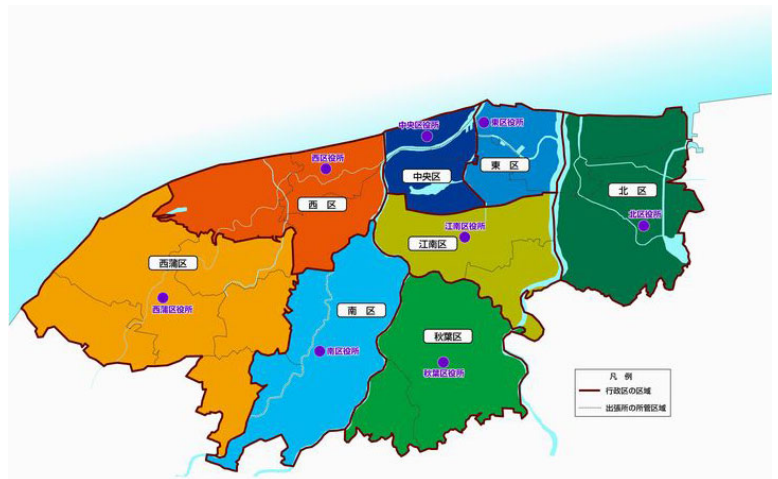 中央区役所
東区役所
西区役所
東　区
中央区
北　区
西　区
北区役所
江南区役所
江南区
西蒲区
西蒲区役所
南　区
秋葉区
南区役所
秋葉区役所
凡　例
行政区の区域
出張所の所管区域